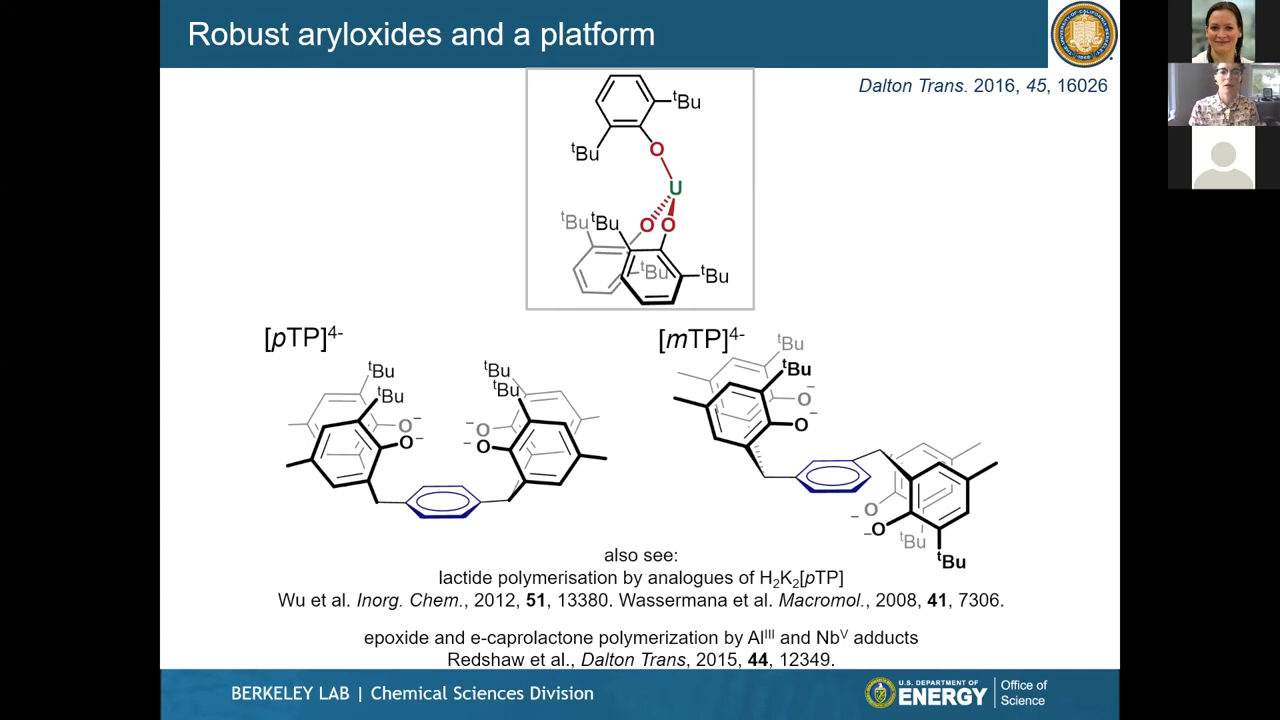 Robust aryloxides and a platform
Dalton Trans. 2016, 45, 16026
tBu
tBu
O
U
tBu tBu O O
tBu tBu
[pTP]4-
[mTP]4-
tBu
tBu
tBu
tBu
O−
O−
−O
−O
tBu
tBu
O−
O−
−O
−O
tBu
tBu
also see:
lactide polymerisation by analogues of H2K2[pTP]
Wu et al. Inorg. Chem., 2012, 51, 13380. Wassermana et al. Macromol., 2008, 41, 7306.
epoxide and e-caprolactone polymerization by AlIII and NbV adducts
Redshaw et al., Dalton Trans, 2015, 44, 12349.
BERKELEY LAB | Chemical Sciences Division
U.S. DEPARTMENT OF
ENERGY
Office of
Science